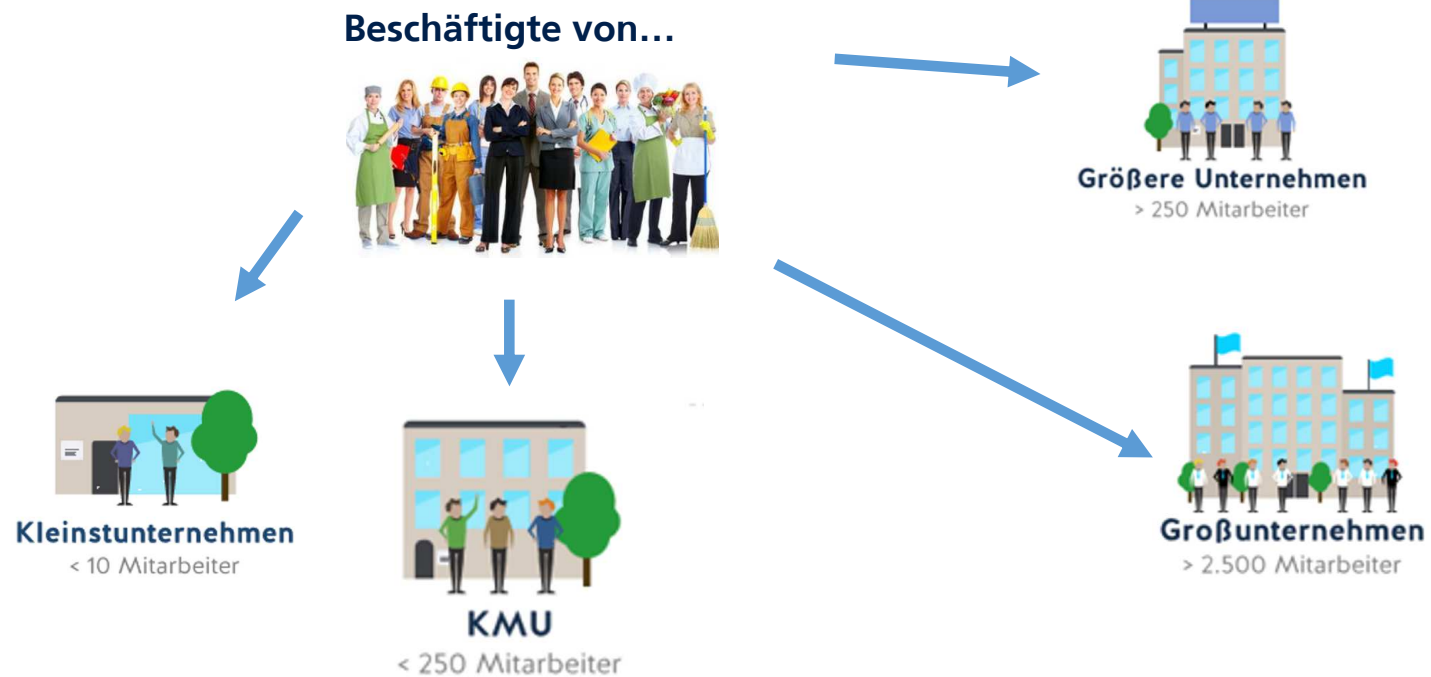 Beschäftigte von...
Größere Unternehmen
> 250 Mitarbeiter
Kleinstunternehmen
< 10 Mitarbeiter
KMU
< 250 Mitarbeiter
Großunternehmen
> 2.500 Mitarbeiter